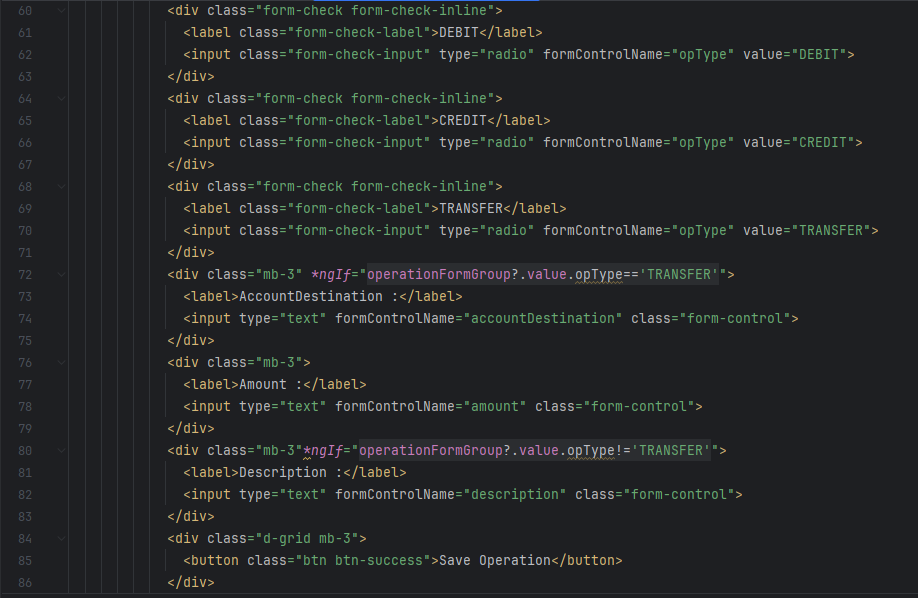 60 <div class="form-check form-check-inline">
61 <label class="form-check-label">DEBIT</label>
62 <input class="form-check-input" type="radio" formControlName="opType" value="DEBIT">
63 </div>
64 <div class="form-check form-check-inline">
65 <label class="form-check-label">CREDIT</label>
66 <input class="form-check-input" type="radio" formControlName="opType" value="CREDIT">
67 </div>
68 <div class="form-check form-check-inline">
69 <label class="form-check-label">TRANSFER</label>
70 <input class="form-check-input" type="radio" formControlName="opType" value="TRANSFER">
71 </div>
72 <div class="mb-3" *ngIf="operationFormGroup?.value.opType=='TRANSFER'">
73 <label>AccountDestination :</label>
74 <input type="text" formControlName="accountDestination" class="form-control">
75 </div>
76 <div class="mb-3">
77 <label>Amount :</label>
78 <input type="text" formControlName="amount" class="form-control">
79 </div>
80 <div class="mb-3"*ngIf="operationFormGroup?.value.opType!='TRANSFER'">
81 <label>Description :</label>
82 <input type="text" formControlName="description" class="form-control">
83 </div>
84 <div class="d-grid mb-3">
85 <button class="btn btn-success">Save Operation</button>
86 </div>